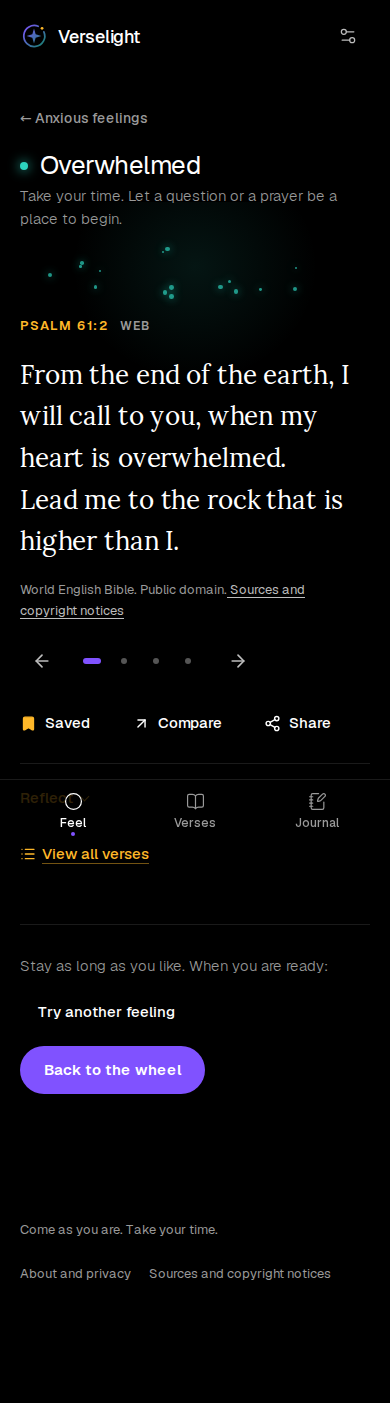 Verselight
← Anxious feelings
Overwhelmed
Take your time. Let a question or a prayer be a
place to begin.
PSALM 61:2 WEB
From the end of the earth, I
will call to you, when my
heart is overwhelmed.
Lead me to the rock that is
higher than I.
World English Bible. Public domain. Sources and
copyright notices
Saved Compare Share
Reflect
Feel Verses Journal
View all verses
Stay as long as you like. When you are ready:
Try another feeling
Back to the wheel
Come as you are. Take your time.
About and privacy Sources and copyright notices